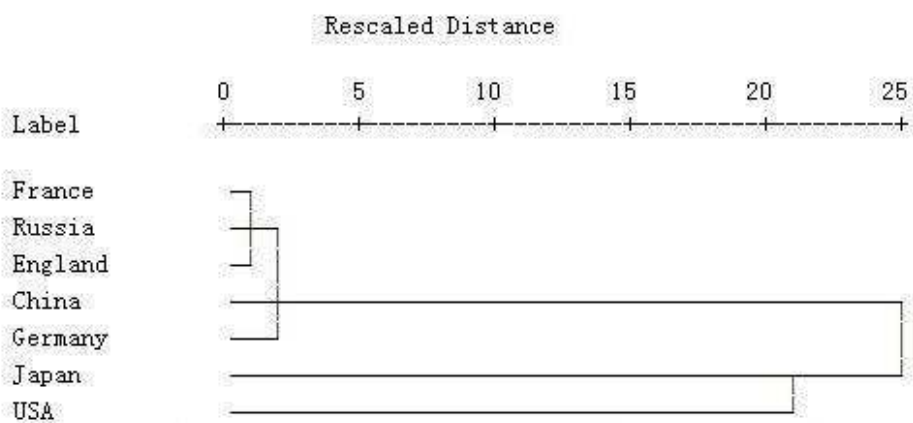 Rescaled Distance
0 5 10 15 20 25
Label
France
Russia
England
China
Germany
Japan
USA